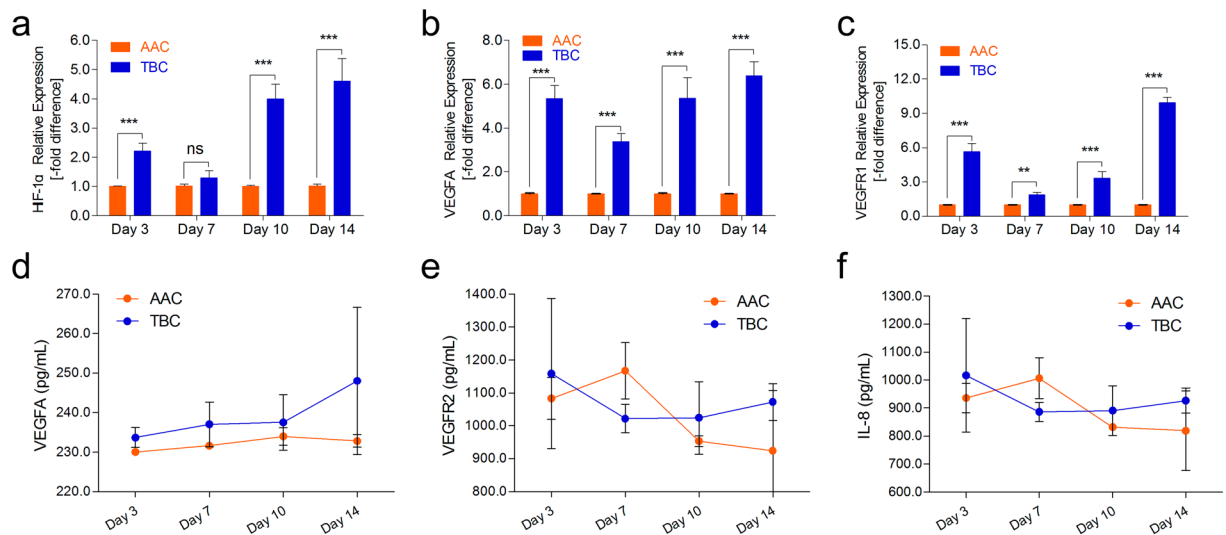 a
HIF-1α Relative Expression
[-fold difference]
6.0
5.0
4.0
3.0
2.0
1.0
0.0
AAC
TBC
***
ns
***
***
Day 3 Day 7 Day 10 Day 14
b
VEGFA Relative Expression
[-fold difference]
8.0
6.0
4.0
2.0
0.0
AAC
TBC
***
***
***
***
Day 3 Day 7 Day 10 Day 14
c
VEGFR1 Relative Expression
[-fold difference]
15.0
12.0
9.0
6.0
3.0
0.0
AAC
TBC
***
**
***
***
Day 3 Day 7 Day 10 Day 14
d
VEGFA (pg/mL)
270.0
260.0
250.0
240.0
230.0
220.0
AAC
TBC
Day 3 Day 7 Day 10 Day 14
e
VEGFR2 (pg/mL)
1400.0
1300.0
1200.0
1100.0
1000.0
900.0
800.0
AAC
TBC
Day 3 Day 7 Day 10 Day 14
f
IL-8 (pg/mL)
1300.0
1200.0
1100.0
1000.0
900.0
800.0
700.0
600.0
AAC
TBC
Day 3 Day 7 Day 10 Day 14